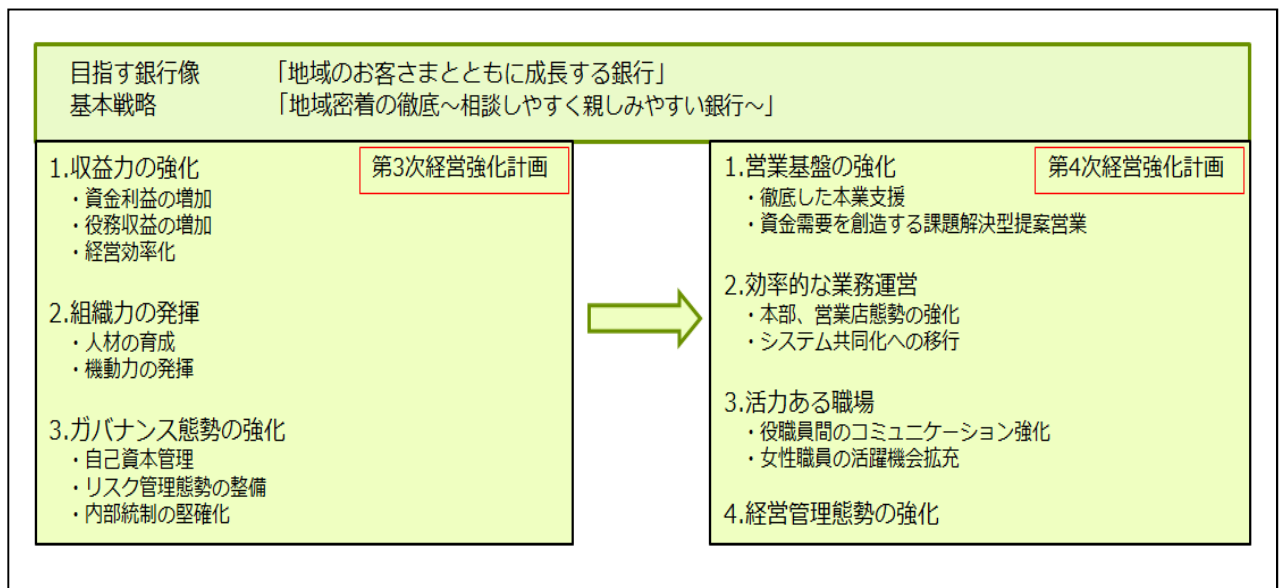 目指す銀行像　「地域のお客さまとともに成長する銀行」
基本戦略　「地域密着の徹底～相談しやすく親しみやすい銀行～」
第3次経営強化計画
1.収益力の強化
・資金利益の増加
・役務収益の増加
・経営効率化
2.組織力の発揮
・人材の育成
・機動力の発揮
3.ガバナンス態勢の強化
・自己資本管理
・リスク管理態勢の整備
・内部統制の堅確化
第4次経営強化計画
1.営業基盤の強化
・徹底した本業支援
・資金需要を創造する課題解決型提案営業
2.効率的な業務運営
・本部、営業店態勢の強化
・システム共同化への移行
3.活力ある職場
・役職員間のコミュニケーション強化
・女性職員の活躍機会拡充
4.経営管理態勢の強化